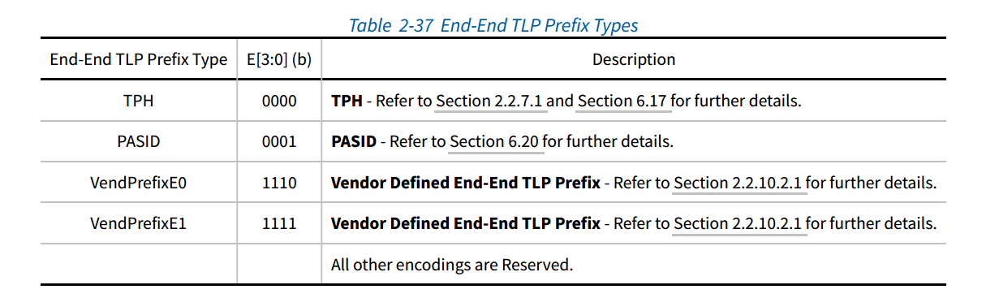 Table 2-37 End-End TLP Prefix Types
End-End TLP Prefix Type E[3:0] (b) Description
TPH 0000 TPH - Refer to Section 2.2.7.1 and Section 6.17 for further details.
PASID 0001 PASID - Refer to Section 6.20 for further details.
VendPrefixE0 1110 Vendor Defined End-End TLP Prefix - Refer to Section 2.2.10.2.1 for further details.
VendPrefixE1 1111 Vendor Defined End-End TLP Prefix - Refer to Section 2.2.10.2.1 for further details.
All other encodings are Reserved.